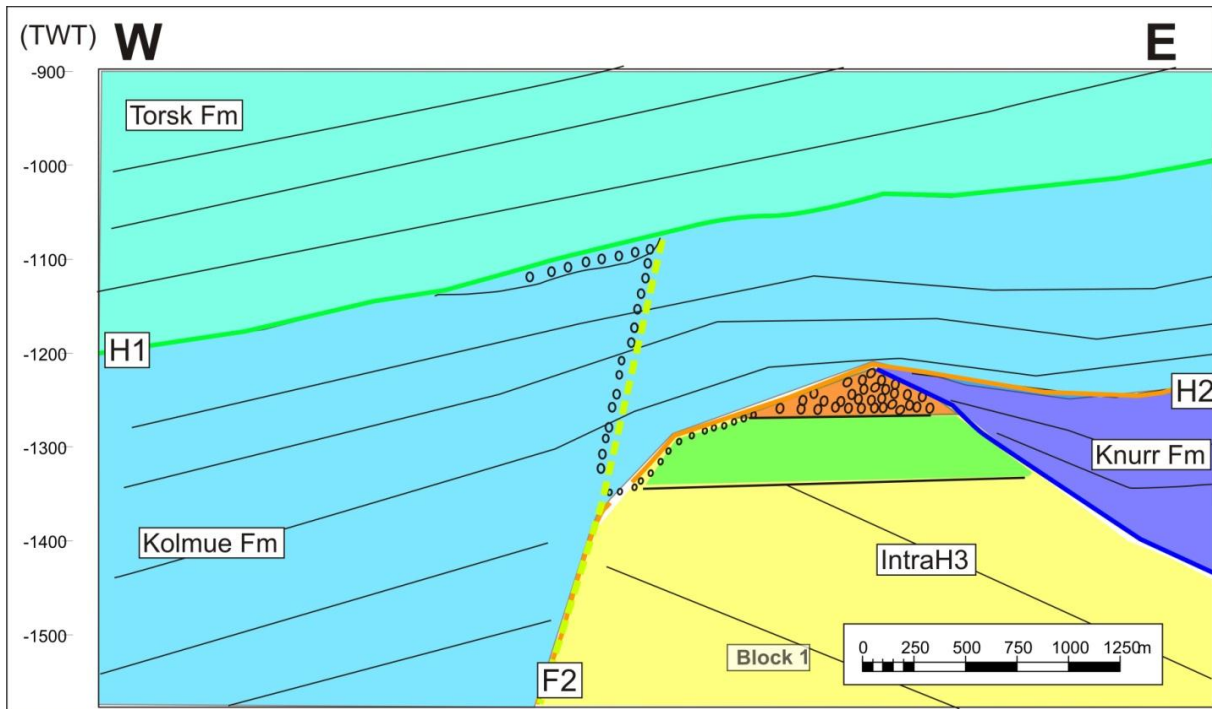 (TWT) W E
-900
Torsk Fm
-1000
-1100
-1200
H1
H2
-1300
Knurr Fm
-1400
Kolmue Fm
IntraH3
-1500
Block 1
0 250 500 750 1000 1250m
F2